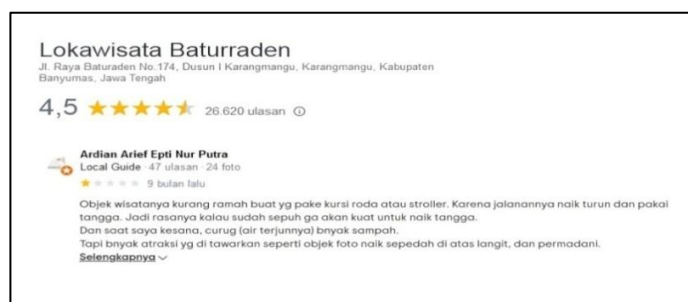 Lokawisata Baturraden
Jl. Raya Baturaden No.174, Dusun I Karangmangu, Karangmangu, Kabupaten
Banyumas, Jawa Tengah
4,5 26.620 ulasan
Ardian Arief Epti Nur Putra
Local Guide · 47 ulasan · 24 foto
9 bulan lalu
Objek wisatanya kurang ramah buat yg pake kursi roda atau stroller. Karena jalanannya naik turun dan pakai
tangga. Jadi rasanya kalau sudah sepuh ga akan kuat untuk naik tangga.
Dan saat saya kesana, curug (air terjunnya) bnyak sampah.
Tapi bnyak atraksi yg di tawarkan seperti objek foto naik sepedah di atas langit, dan permadani.
Selengkapnya